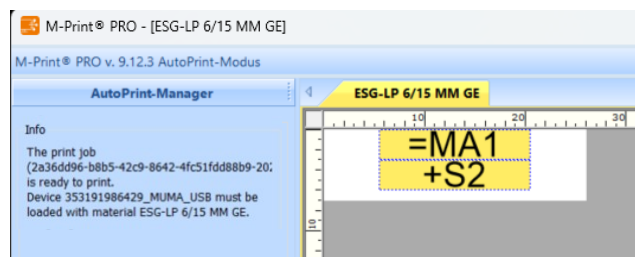 M-Print® PRO - [ESG-LP 6/15 MM GE]
M-Print® PRO v. 9.12.3 AutoPrint-Modus
AutoPrint-Manager
ESG-LP 6/15 MM GE
Info
The print job
(2a36dd96-b8b5-42c9-8642-4fc51fdd88b9-202
is ready to print.
Device 353191986429_MUMA_USB must be
loaded with material ESG-LP 6/15 MM GE.
10 20 30
=MA1
+S2
10